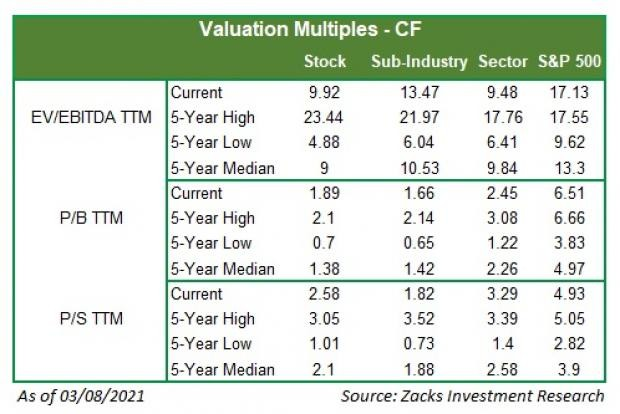 Valuation Multiples - CF
Stock Sub-Industry Sector S&P 500
Current 9.92 13.47 9.48 17.13
EV/EBITDA TTM 5-Year High 23.44 21.97 17.76 17.55
5-Year Low 4.88 6.04 6.41 9.62
5-Year Median 9 10.53 9.84 13.3
Current 1.89 1.66 2.45 6.51
P/B TTM 5-Year High 2.1 2.14 3.08 6.66
5-Year Low 0.7 0.65 1.22 3.83
5-Year Median 1.38 1.42 2.26 4.97
Current 2.58 1.82 3.29 4.93
P/S TTM 5-Year High 3.05 3.52 3.39 5.05
5-Year Low 1.01 0.73 1.4 2.82
5-Year Median 2.1 1.88 2.58 3.9
As of 03/08/2021 Source: Zacks Investment Research